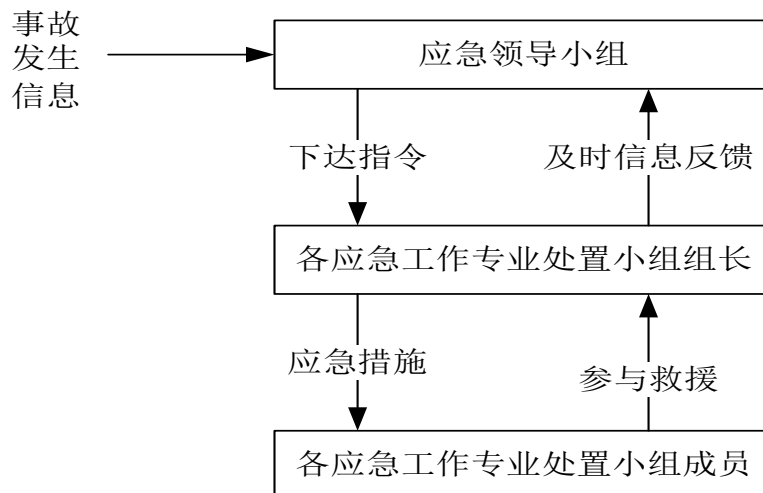 事故
发生
信息
应急领导小组
下达指令
及时信息反馈
各应急工作专业处置小组组长
应急措施
参与救援
各应急工作专业处置小组成员